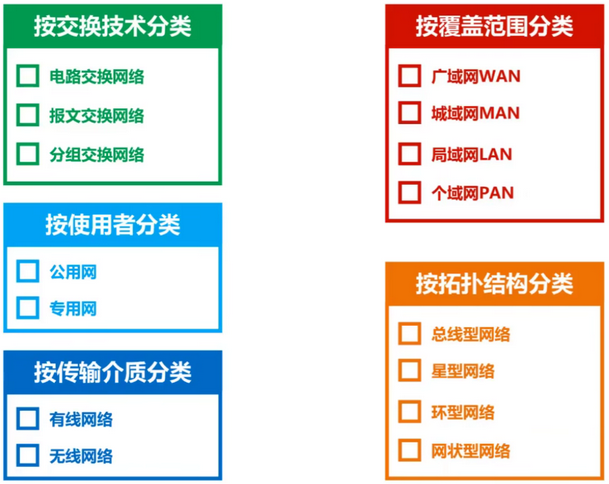 按交换技术分类
电路交换网络
报文交换网络
分组交换网络
按使用者分类
公用网
专用网
按传输介质分类
有线网络
无线网络
按覆盖范围分类
广域网WAN
城域网MAN
局域网LAN
个域网PAN
按拓扑结构分类
总线型网络
星型网络
环型网络
网状型网络